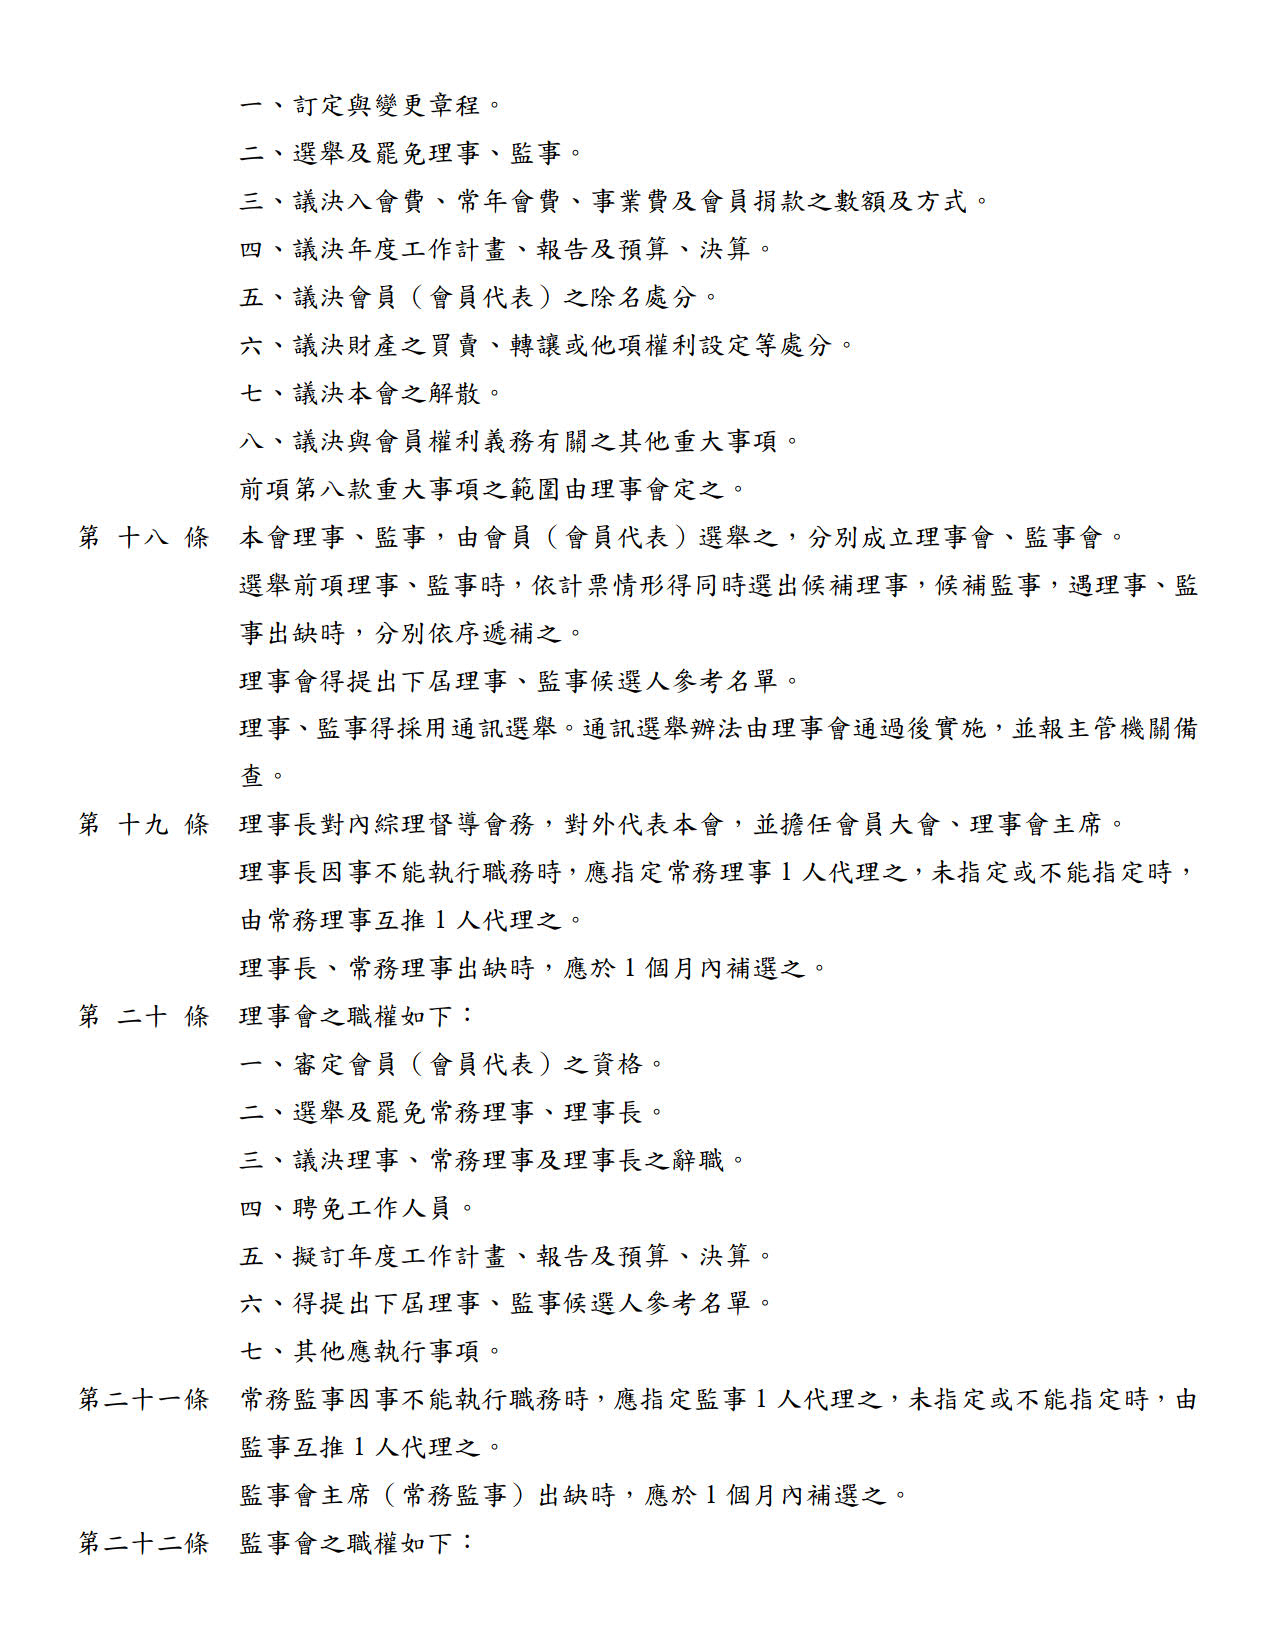 一、訂定與變更章程。
二、選舉及罷免理事、監事。
三、議決入會費、常年會費、事業費及會員捐款之數額及方式。
四、議決年度工作計畫、報告及預算、決算。
五、議決會員（會員代表）之除名處分。
六、議決財產之買賣、轉讓或他項權利設定等處分。
七、議決本會之解散。
八、議決與會員權利義務有關之其他重大事項。
前項第八款重大事項之範圍由理事會定之。
第 十八 條 本會理事、監事，由會員（會員代表）選舉之，分別成立理事會、監事會。
選舉前項理事、監事時，依計票情形得同時選出候補理事，候補監事，遇理事、監
事出缺時，分別依序遞補之。
理事會得提出下屆理事、監事候選人參考名單。
理事、監事得採用通訊選舉。通訊選舉辦法由理事會通過後實施，並報主管機關備
查。
第 十九 條 理事長對內綜理督導會務，對外代表本會，並擔任會員大會、理事會主席。
理事長因事不能執行職務時，應指定常務理事 1 人代理之，未指定或不能指定時，
由常務理事互推 1 人代理之。
理事長、常務理事出缺時，應於 1 個月內補選之。
第 二十 條 理事會之職權如下：
一、審定會員（會員代表）之資格。
二、選舉及罷免常務理事、理事長。
三、議決理事、常務理事及理事長之辭職。
四、聘免工作人員。
五、擬訂年度工作計畫、報告及預算、決算。
六、得提出下屆理事、監事候選人參考名單。
七、其他應執行事項。
第二十一條 常務監事因事不能執行職務時，應指定監事 1 人代理之，未指定或不能指定時，由
監事互推 1 人代理之。
監事會主席（常務監事）出缺時，應於 1 個月內補選之。
第二十二條 監事會之職權如下：